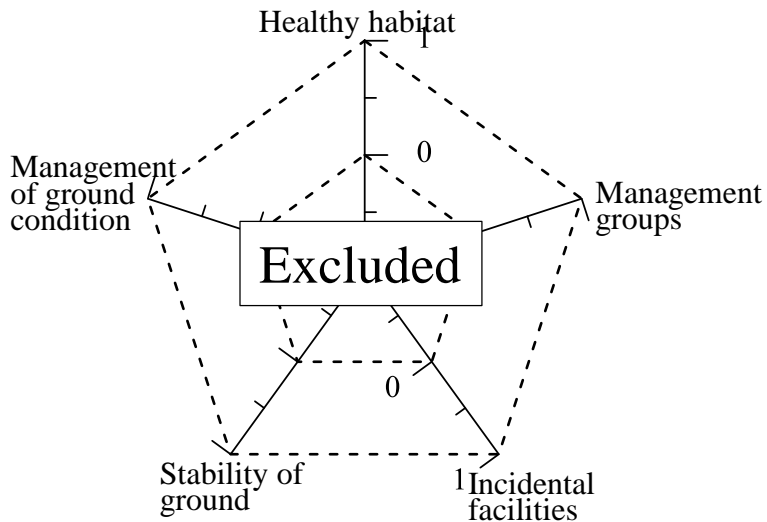 Healthy habitat
1
0
Management
of ground
condition
Management
groups
Excluded
0
Stability of
ground
1
Incidental
facilities